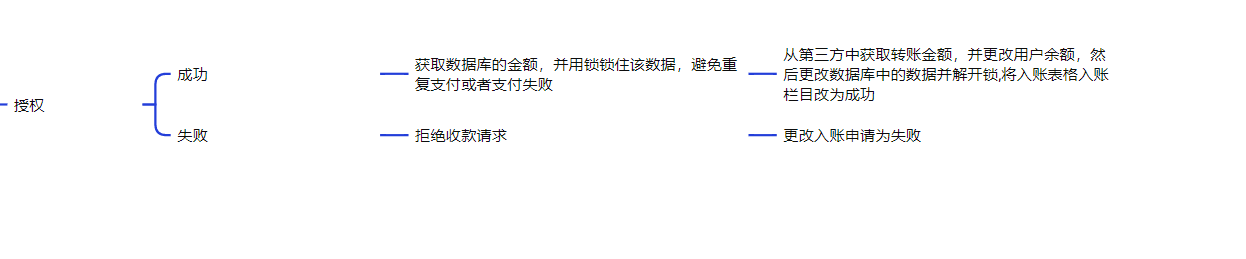 授权
成功
获取数据库的金额，并用锁锁住该数据，避免重
复支付或者支付失败
从第三方中获取转账金额，并更改用户余额，然
后更改数据库中的数据并解开锁,将入账表格入账
栏目改为成功
失败
拒绝收款请求
更改入账申请为失败